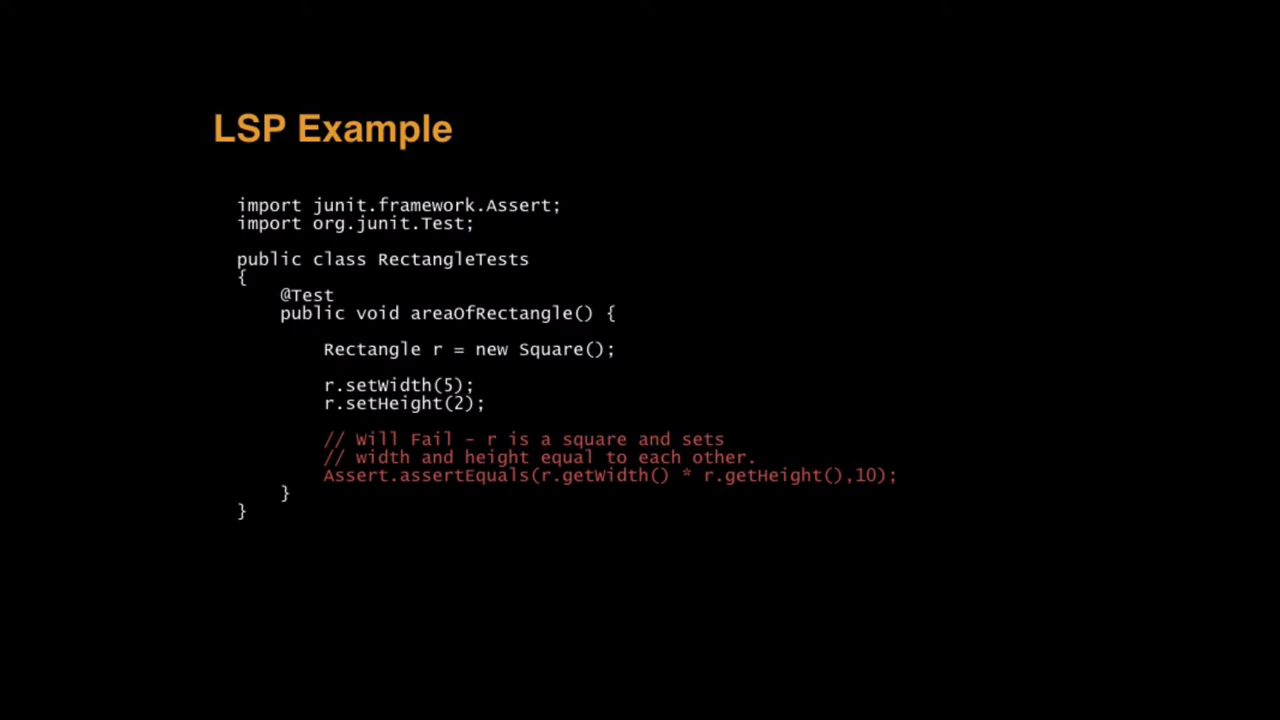 LSP Example
import junit.framework.Assert;
import org.junit.Test;
public class RectangleTests
{
@Test
public void areaOfRectangle() {
Rectangle r = new Square();
r.setWidth(5);
r.setHeight(2);
// Will Fail - r is a square and sets
// width and height equal to each other.
Assert.assertEquals(r.getWidth() * r.getHeight(),10);
}
}